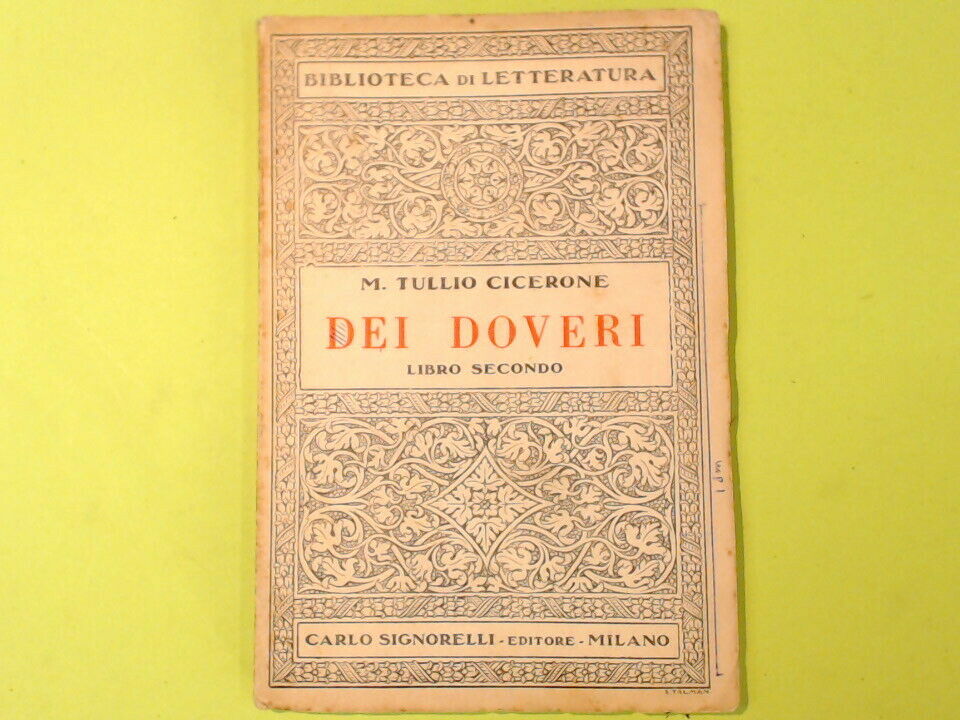 BIBLIOTECA DI LETTERATURA
M. TULLIO CICERONE
DEI DOVERI
LIBRO SECONDO
CARLO SIGNORELLI - EDITORE - MILANO